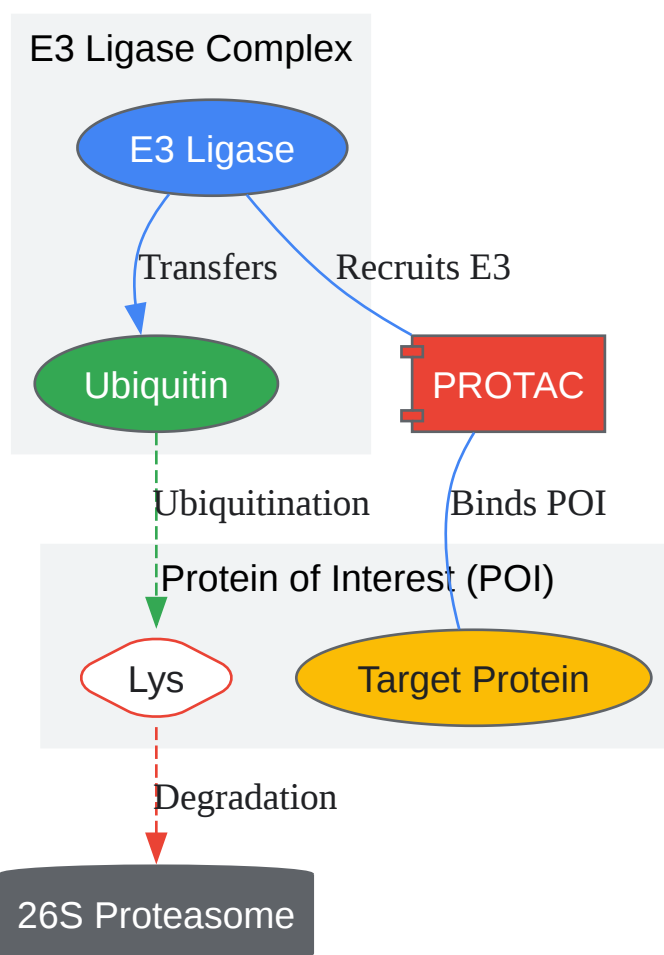 E3 Ligase Complex
E3 Ligase
Transfers
Recruits E3
Ubiquitin
PROTAC
Ubiquitination
Binds POI
Protein of Interest (POI)
Lys
Target Protein
Degradation
26S Proteasome